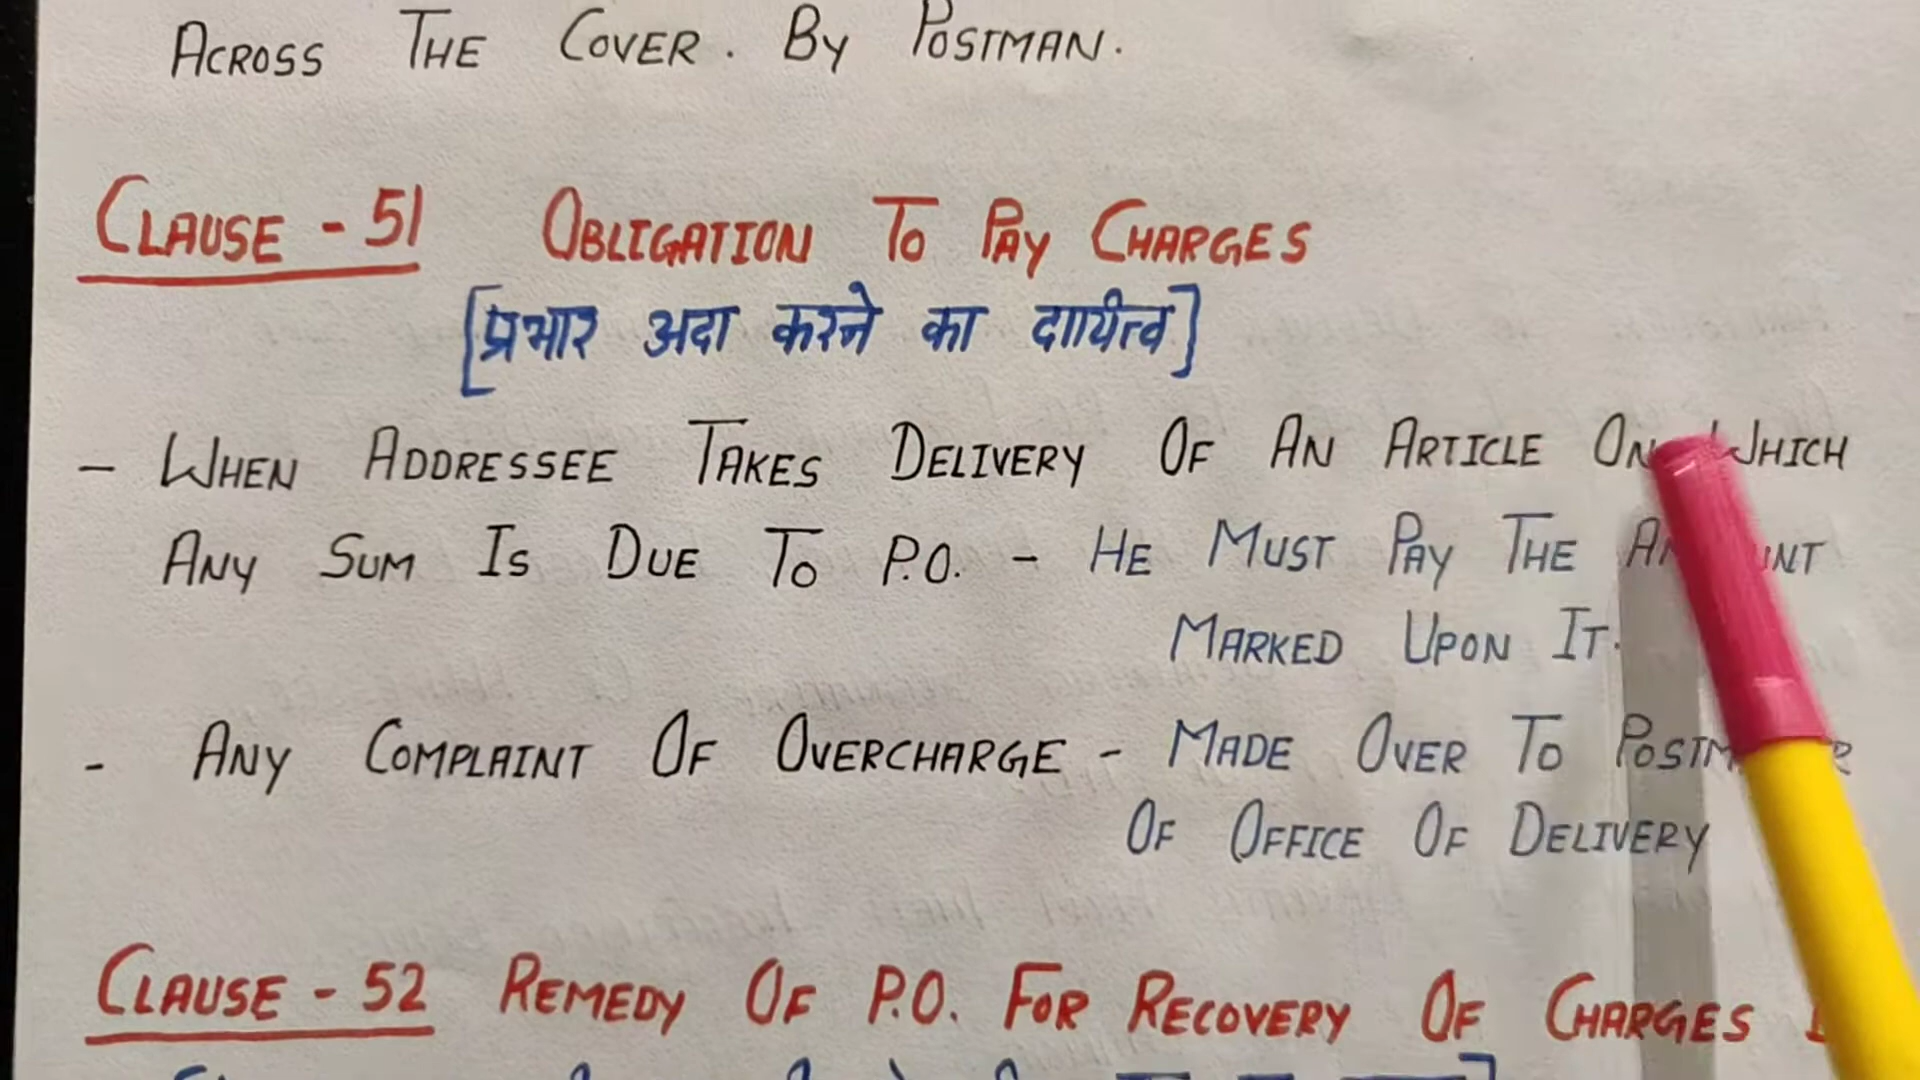 ACROSS THE COVER. BY POSTMAN.
CLAUSE - 51 OBLIGATION TO PAY CHARGES
[प्रभार अदा करने का दायीत्व]
- WHEN ADDRESSEE TAKES DELIVERY OF AN ARTICLE ON WHICH
ANY SUM IS DUE TO P.O. - HE MUST PAY THE
MARKED UPON IT.
- ANY COMPLAINT OF OVERCHARGE - MADE OVER TO
OF OFFICE OF DELIVERY
CLAUSE - 52 REMEDY OF P.O. FOR RECOVERY OF CHARGES